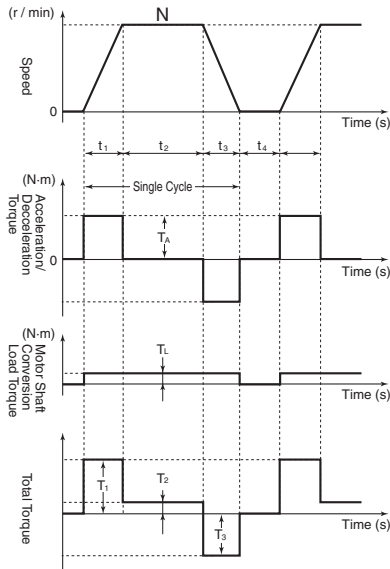 (r / min)
N
Speed
0
Time (s)
t1
t2
t3
t4
(N·m)
Single Cycle
Acceleration/
Decceleration
Torque
TA
0
Time (s)
(N·m)
Motor Shaft
Conversion
Load Torque
TL
Time (s)
Total Torque
T1
T2
T3
Time (s)